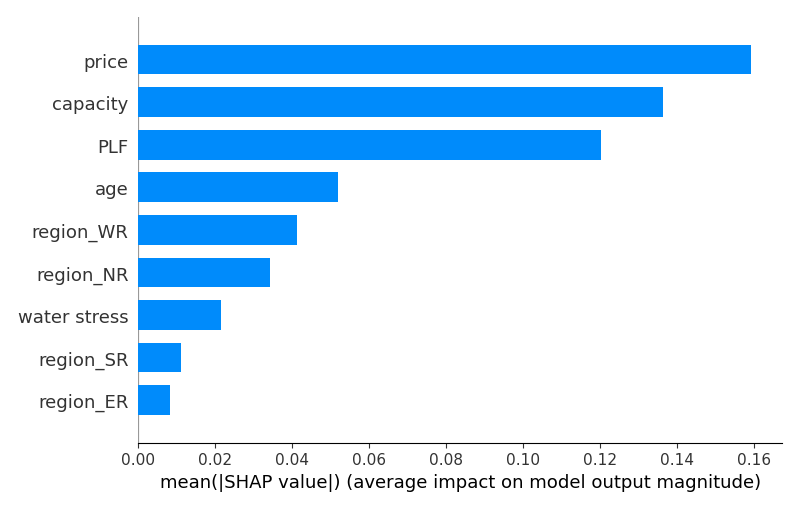 price
capacity
PLF
age
region_WR
region_NR
water stress
region_SR
region_ER
0.00 0.02 0.04 0.06 0.08 0.10 0.12 0.14 0.16
mean(|SHAP value|) (average impact on model output magnitude)